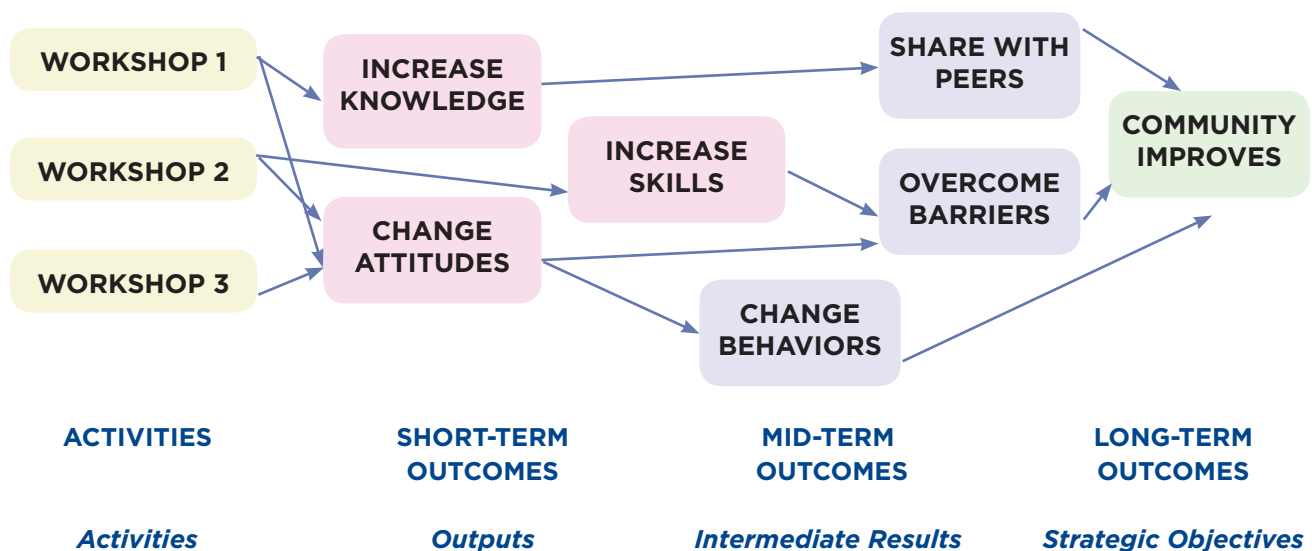 WORKSHOP 1
INCREASE
KNOWLEDGE
SHARE WITH
PEERS
COMMUNITY
IMPROVES
WORKSHOP 2
INCREASE
SKILLS
OVERCOME
BARRIERS
WORKSHOP 3
CHANGE
ATTITUDES
CHANGE
BEHAVIORS
ACTIVITIES
SHORT-TERM
OUTCOMES
MID-TERM
OUTCOMES
LONG-TERM
OUTCOMES
Activities
Outputs
Intermediate Results
Strategic Objectives